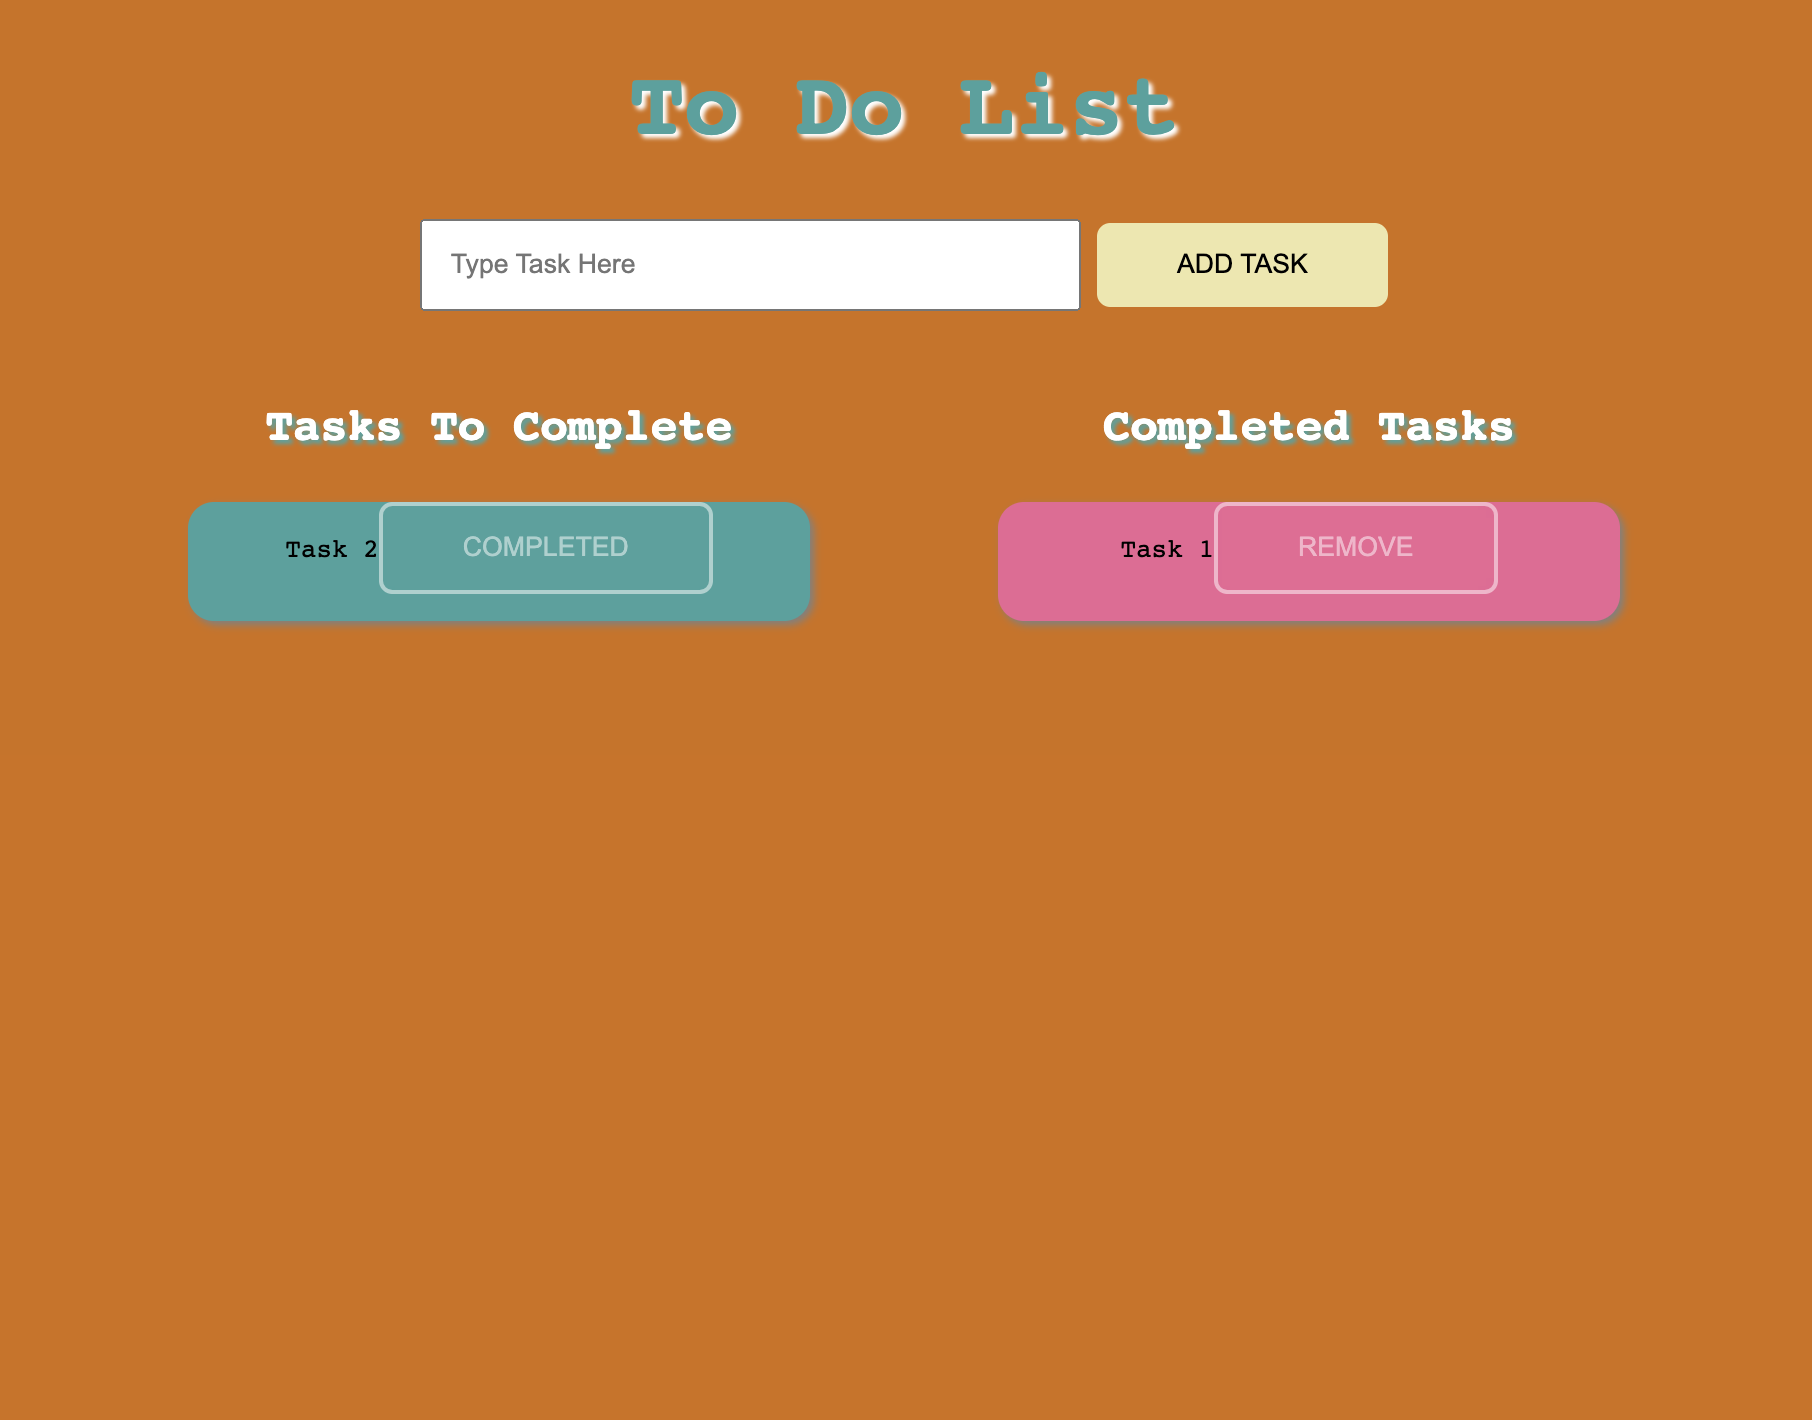 To Do List
Type Task Here
ADD TASK
Tasks To Complete
Task 2
COMPLETED
Completed Tasks
Task 1
REMOVE